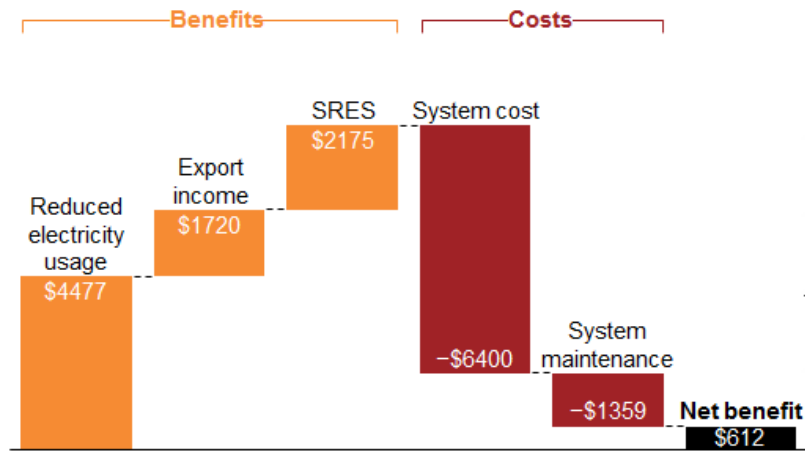 Benefits
Costs
SRES
System cost
$2175
Export
income
$1720
Reduced
electricity
usage
$4477
−$6400
System
maintenance
−$1359
Net benefit
$612